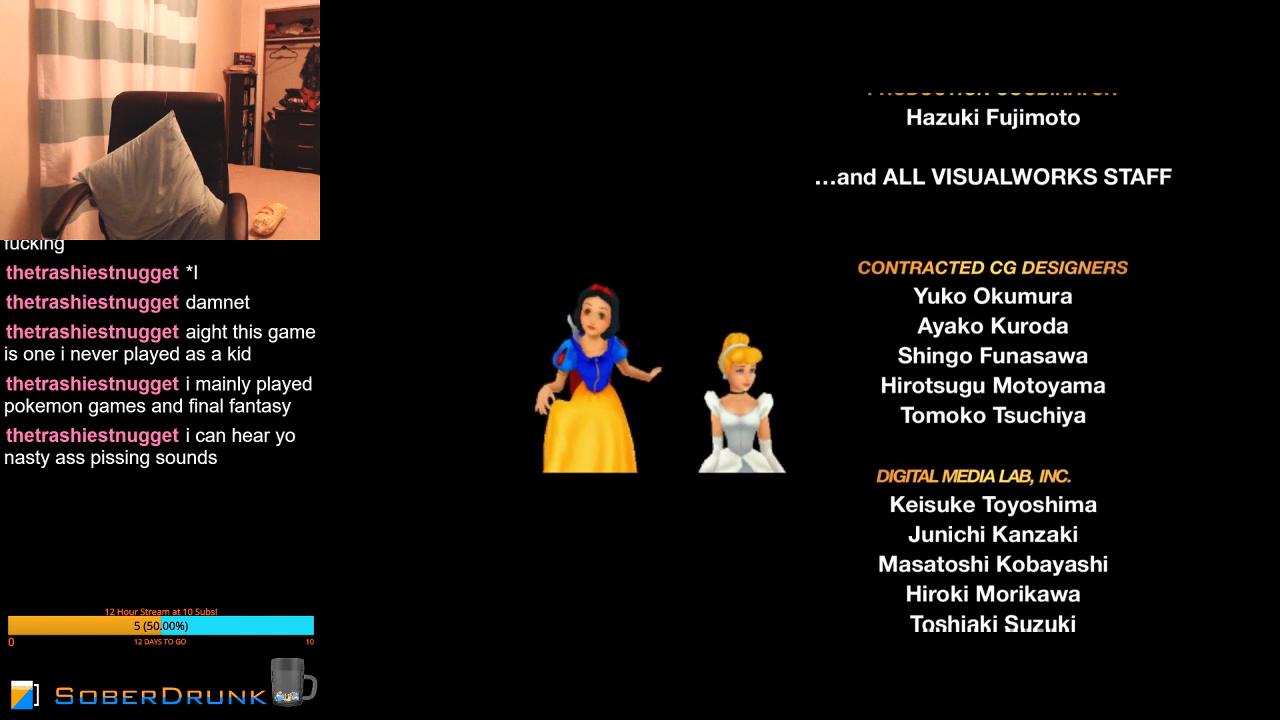 fucking
thetrashiestnugget *I
thetrashiestnugget damnet
thetrashiestnugget aight this game
is one i never played as a kid
thetrashiestnugget i mainly played
pokemon games and final fantasy
thetrashiestnugget i can hear yo
nasty ass pissing sounds
12 Hour Stream at 10 Subs!
5 (50.00%)
0 12 DAYS TO GO 10
SOBERDRUNK
PRODUCTION COORDINATOR
Hazuki Fujimoto
...and ALL VISUALWORKS STAFF
CONTRACTED CG DESIGNERS
Yuko Okumura
Ayako Kuroda
Shingo Funasawa
Hirotsugu Motoyama
Tomoko Tsuchiya
DIGITAL MEDIA LAB, INC.
Keisuke Toyoshima
Junichi Kanzaki
Masatoshi Kobayashi
Hiroki Morikawa
Toshiaki Suzuki